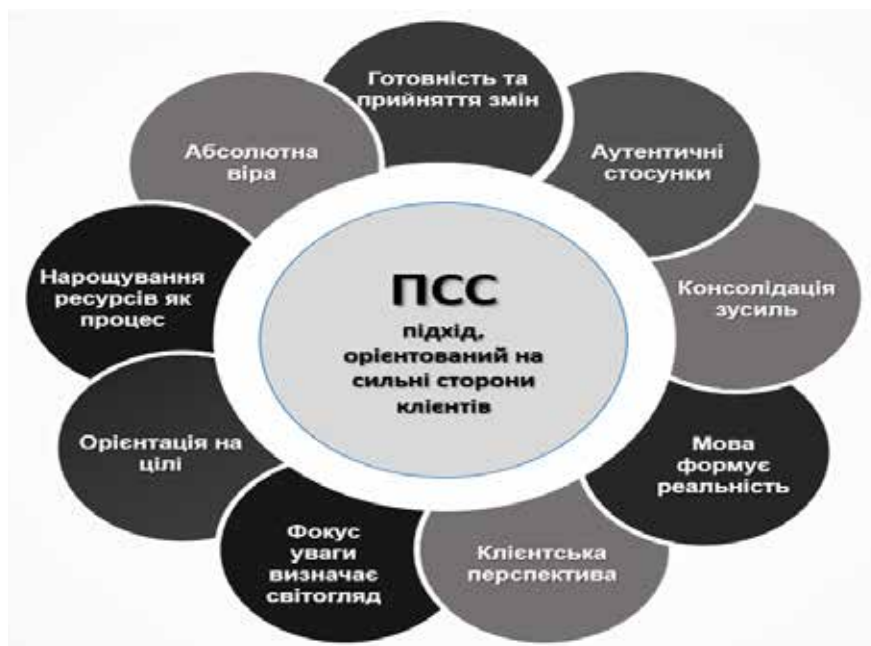 Готовність та
прийняття змін
Аутентичні
стосунки
Консолідація
зусиль
Мова
формує
реальність
Клієнтська
перспектива
Фокус
уваги
визначає
світогляд
Орієнтація на
цілі
Нарощування
ресурсів як
процес
Абсолютна
віра
ПСС
підхід,
орієнтований на
сильні сторони
клієнтів